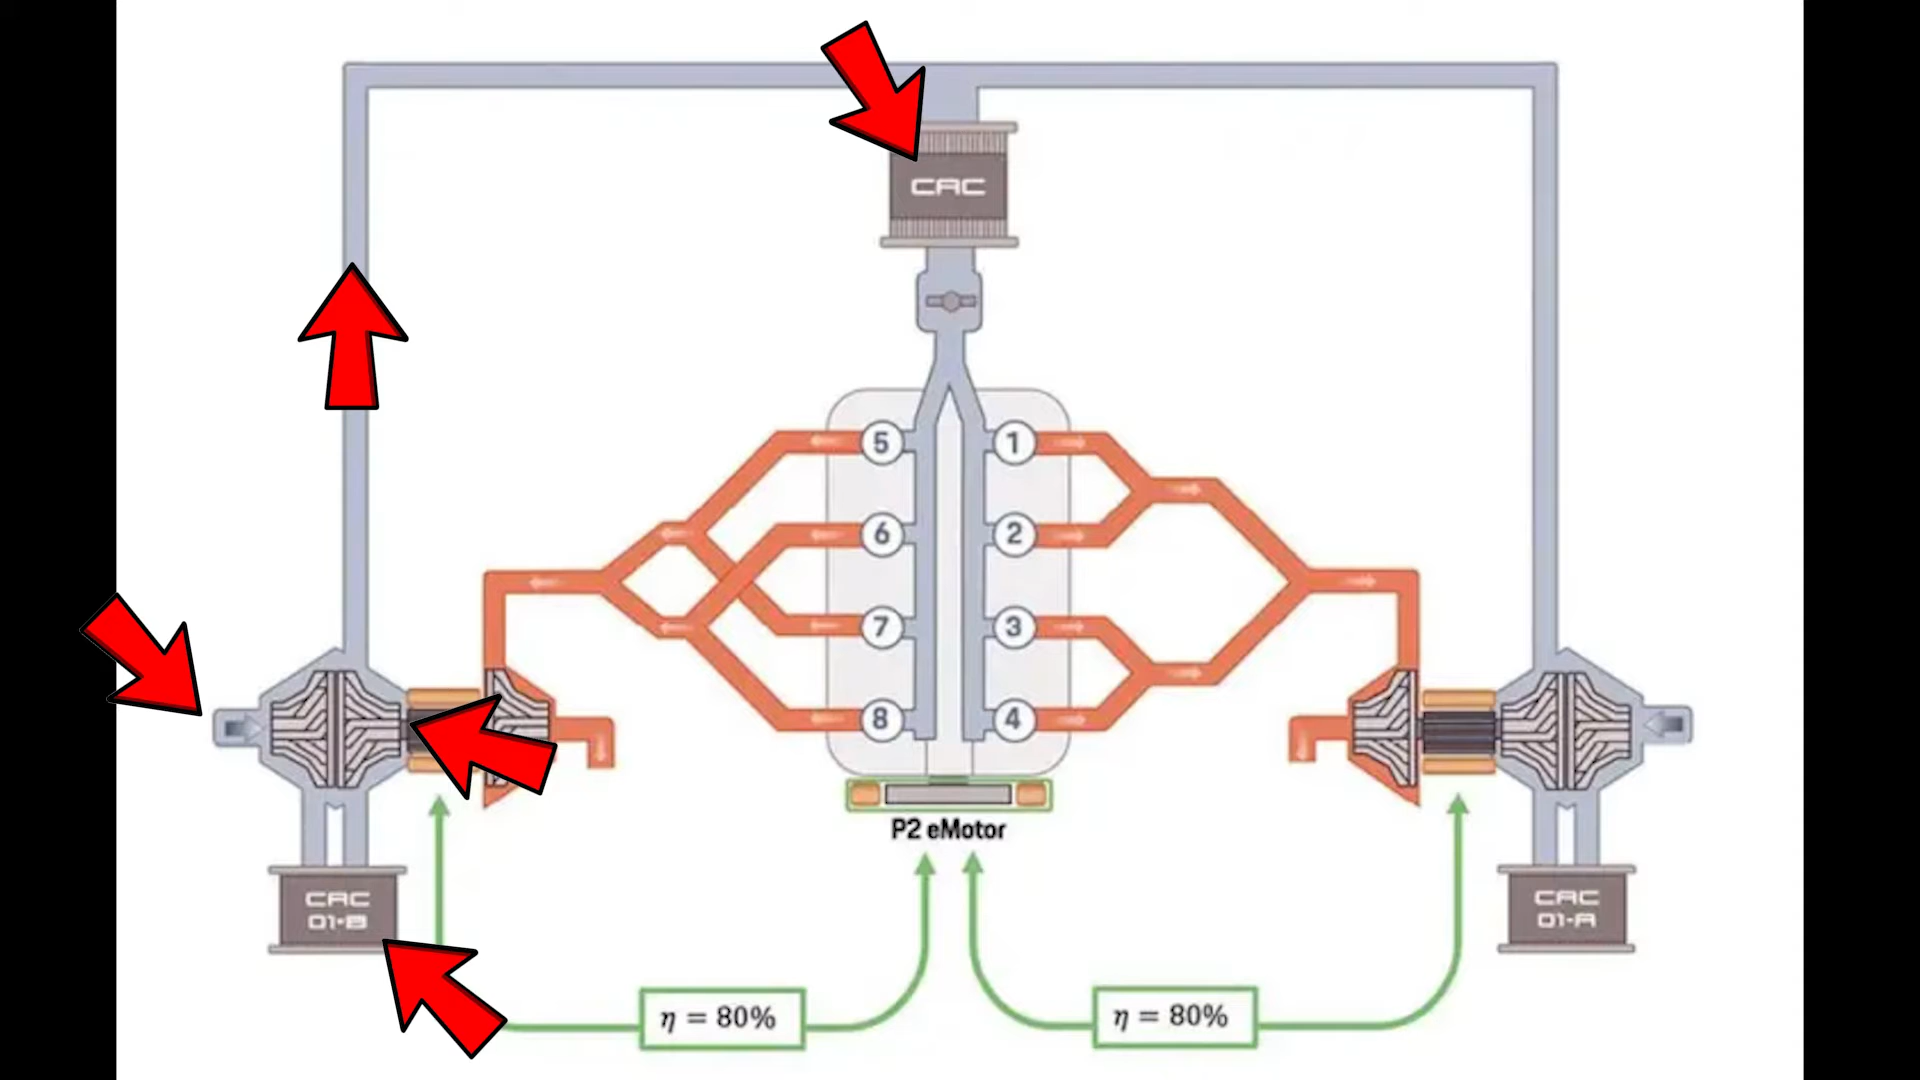 CAC
5
1
6
2
7
3
8
4
P2 eMotor
CAC
01-B
CAC
01-A
η = 80%
η = 80%